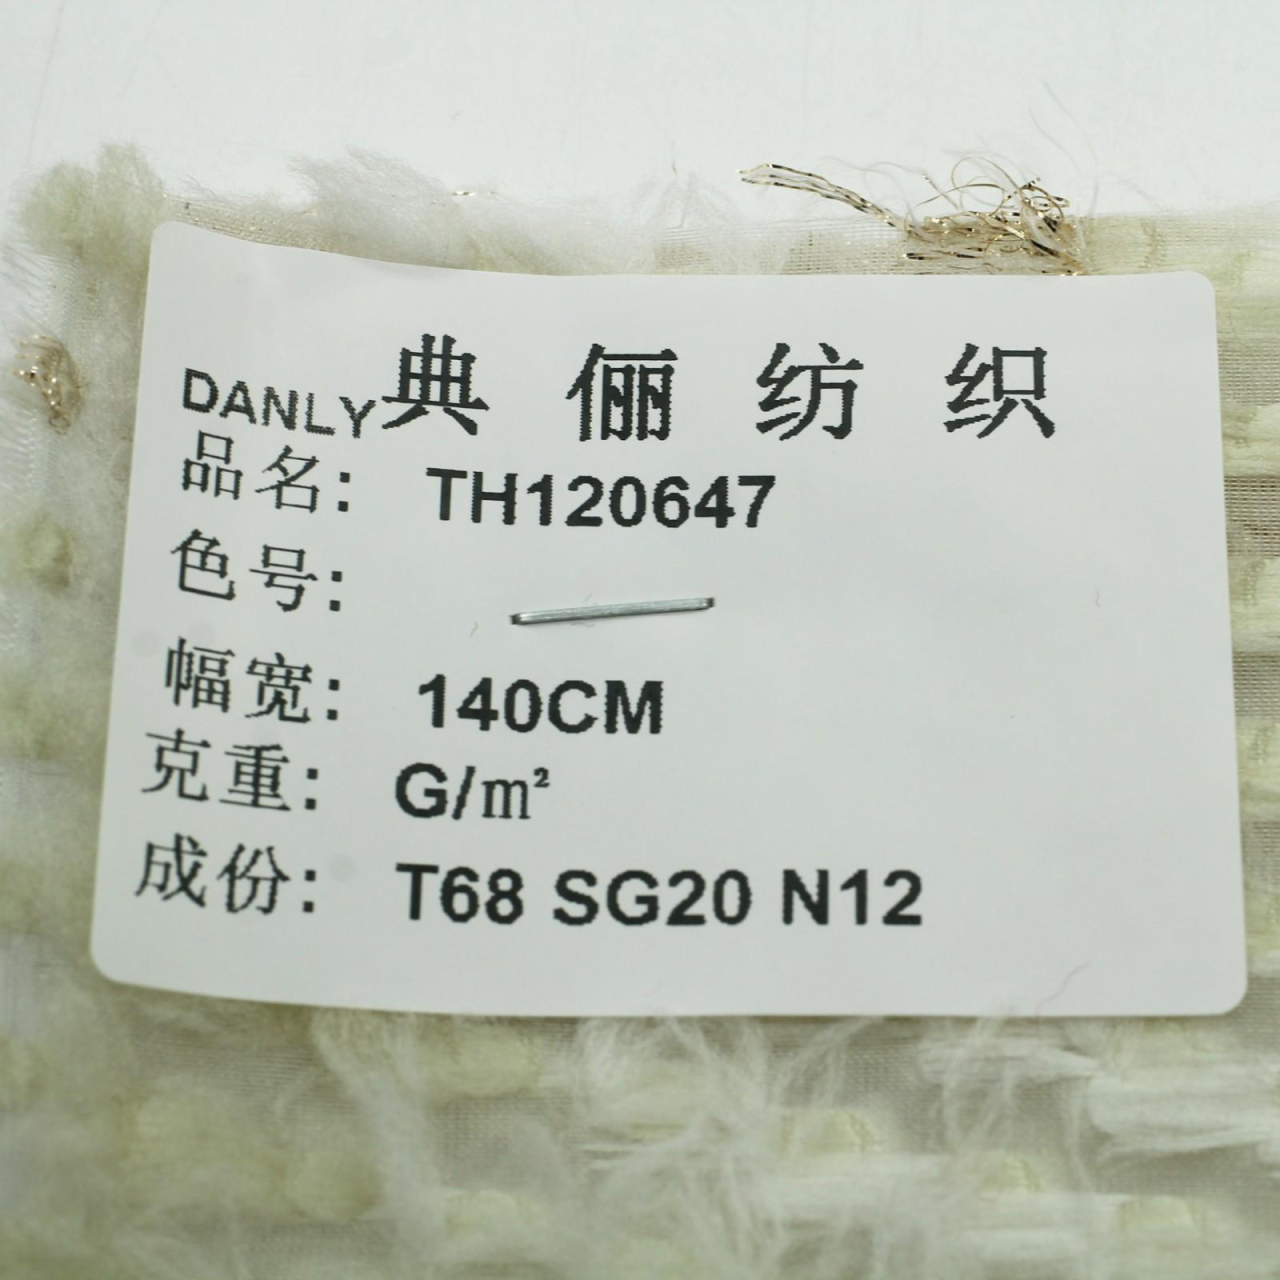 DANLY典俪纺织
品名: TH120647
色号:
幅宽: 140CM
克重: G/m²
成份: T68 SG20 N12